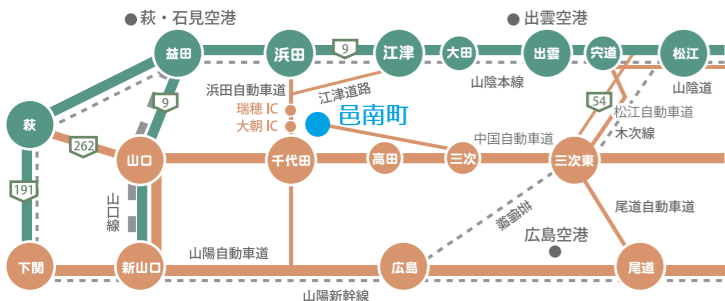 萩・石見空港
出雲空港
益田
浜田
9
江津
大田
出雲
宍道
松江
浜田自動車道
江津道路
山陰本線
山陰道
9
瑞穂IC
大朝IC
邑南町
54
松江自動車道
木次線
萩
262
山口
千代田
高田
三次
中国自動車道
三次東
191
山口線
芸備線
尾道自動車道
山陽自動車道
広島空港
下関
新山口
広島
尾道
山陽新幹線